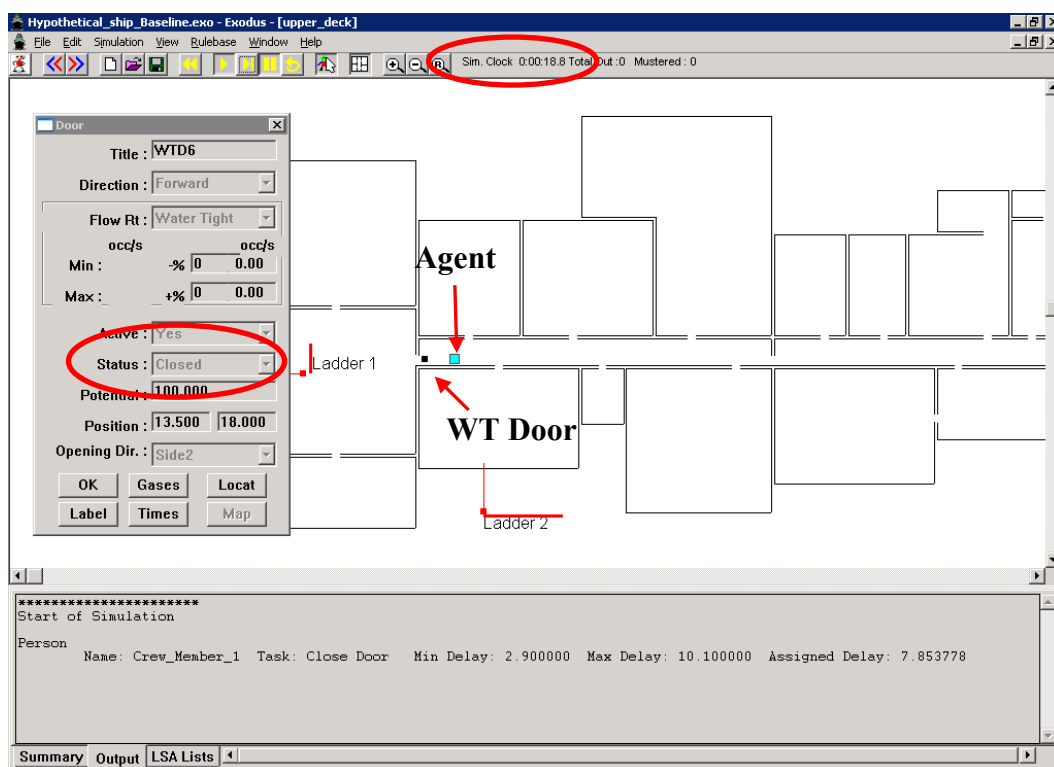 Hypothetical_ship_Baseline.exo - Exodus - [upper_deck]
File Edit Simulation View Rulebase Window Help
Sim. Clock 0:00:18.8 Total Out :0 Mustered : 0
Door
Title : WTD6
Direction : Forward
Flow Rt : Water Tight
occ/s occ/s
Min : -% 0 0.00
Max : +% 0 0.00
Active : Yes
Status : Closed
Potential : 100.000
Position : 13.500 18.000
Opening Dir. : Side2
OK Gases Locat
Label Times Map
Agent
Ladder 1
WT Door
Ladder 2
**********************
Start of Simulation
Person
Name: Crew_Member_1 Task: Close Door Min Delay: 2.900000 Max Delay: 10.100000 Assigned Delay: 7.853778
Summary Output LSA Lists